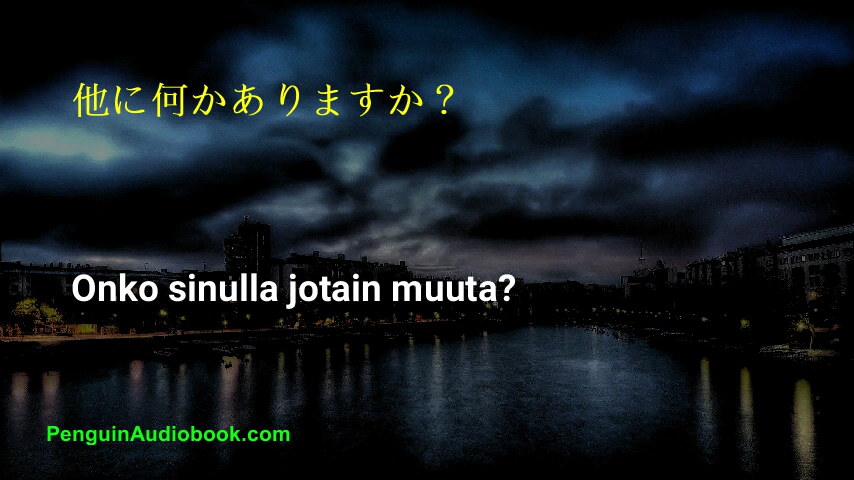 他に何かありますか？
Onko sinulla jotain muuta?
PenguinAudiobook.com